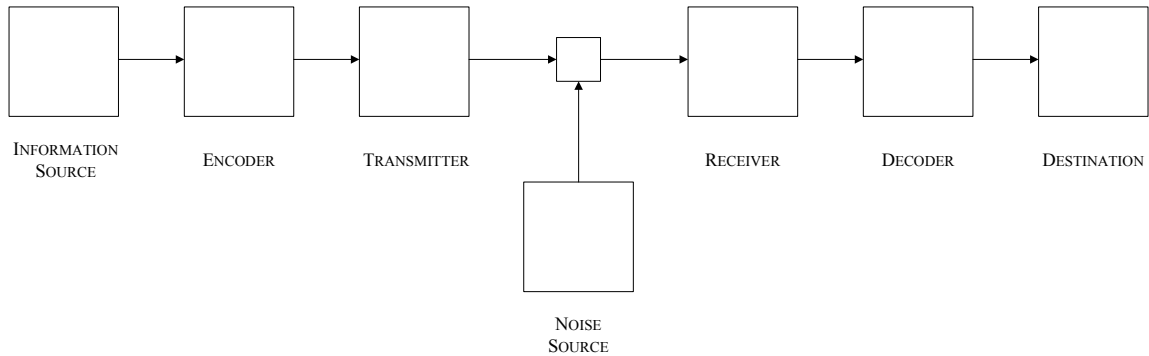 INFORMATION
SOURCE
ENCODER
TRANSMITTER
RECEIVER
DECODER
DESTINATION
NOISE
SOURCE